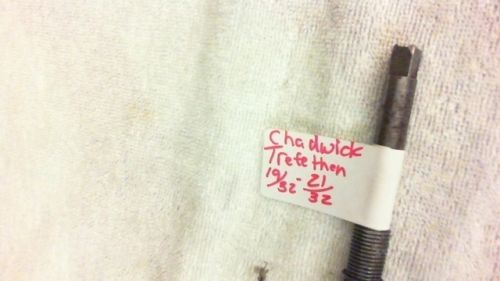 Chadwick
Trefethen
19/32 - 21/32